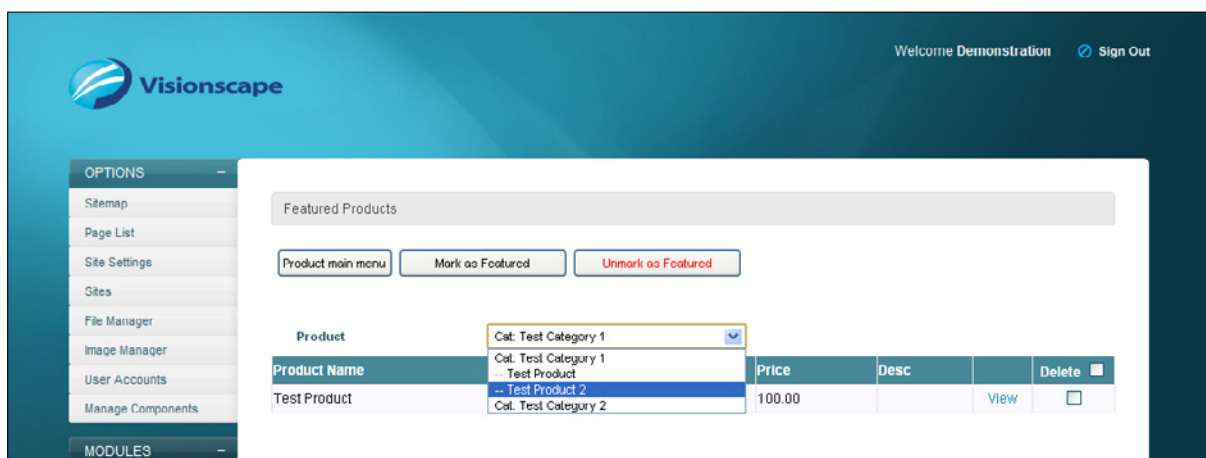 Welcome Demonstration Sign Out
Visionscape
OPTIONS
Sitemap
Page List
Site Settings
Sites
File Manager
Image Manager
User Accounts
Manage Components
MODULES
Featured Products
Product main menu Mark as Featured Unmark as Featured
Product Cat: Test Category 1
Cat: Test Category 1
-- Test Product
-- Test Product 2
Cat: Test Category 2
Product Name Price Desc Delete
Test Product 100.00 View